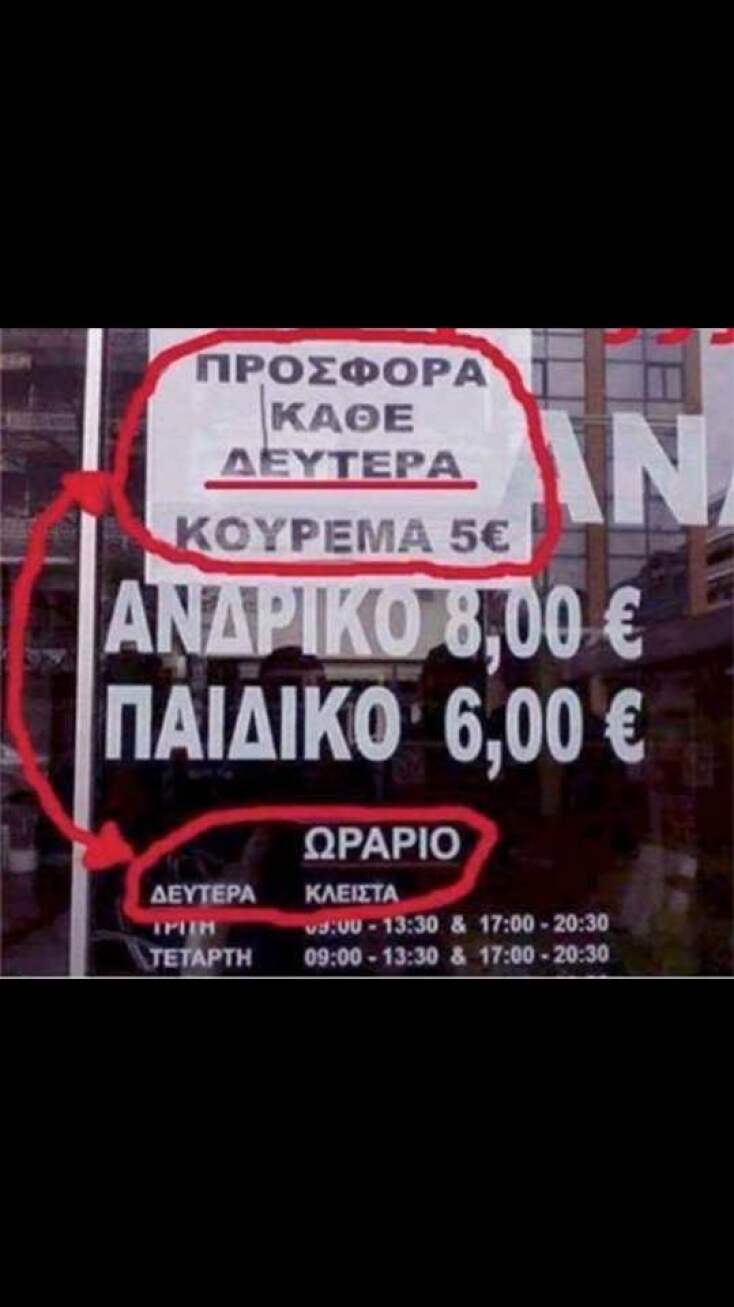 ΠΡΟΣΦΟΡΑ
ΚΑΘΕ
ΔΕΥΤΕΡΑ
ΚΟΥΡΕΜΑ 5€
ΑΝΔΡΙΚΟ 8,00 €
ΠΑΙΔΙΚΟ 6,00 €
ΩΡΑΡΙΟ
ΔΕΥΤΕΡΑ ΚΛΕΙΣΤΑ
ΤΡΙΤΗ 09:00 - 13:30 & 17:00 - 20:30
ΤΕΤΑΡΤΗ 09:00 - 13:30 & 17:00 - 20:30